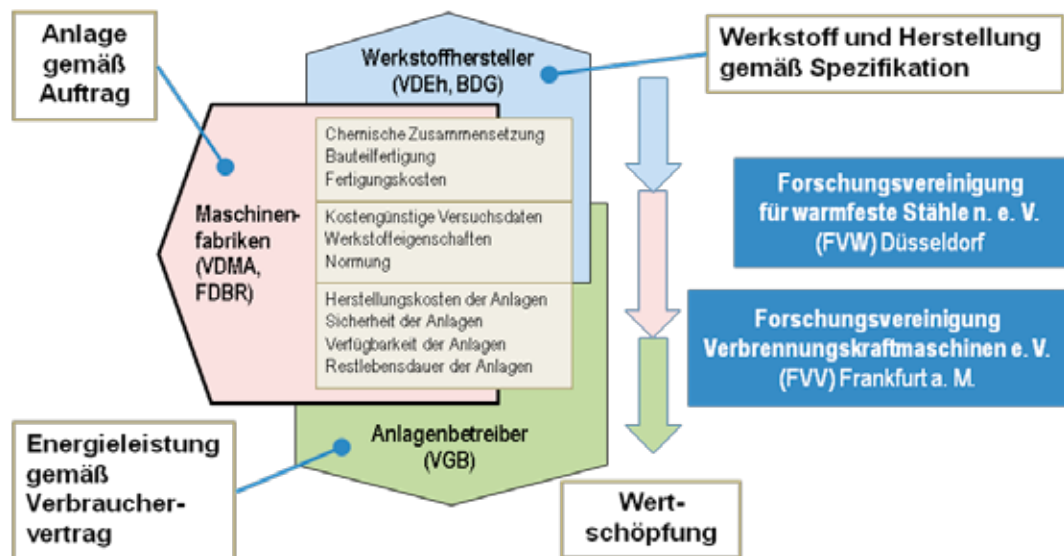 Anlage
gemäß
Auftrag
Werkstoffhersteller
(VDEh, BDG)
Werkstoff und Herstellung
gemäß Spezifikation
Chemische Zusammensetzung
Bauteilfertigung
Fertigungskosten
Maschinen-
fabriken
(VDMA,
FDBR)
Kostengünstige Versuchsdaten
Werkstoffeigenschaften
Normung
Herstellungskosten der Anlagen
Sicherheit der Anlagen
Verfügbarkeit der Anlagen
Restlebensdauer der Anlagen
Forschungsvereinigung
für warmfeste Stähle n. e. V.
(FVW) Düsseldorf
Forschungsvereinigung
Verbrennungskraftmaschinen e. V.
(FVV) Frankfurt a. M.
Energieleistung
gemäß
Verbraucher-
vertrag
Anlagenbetreiber
(VGB)
Wert-
schöpfung